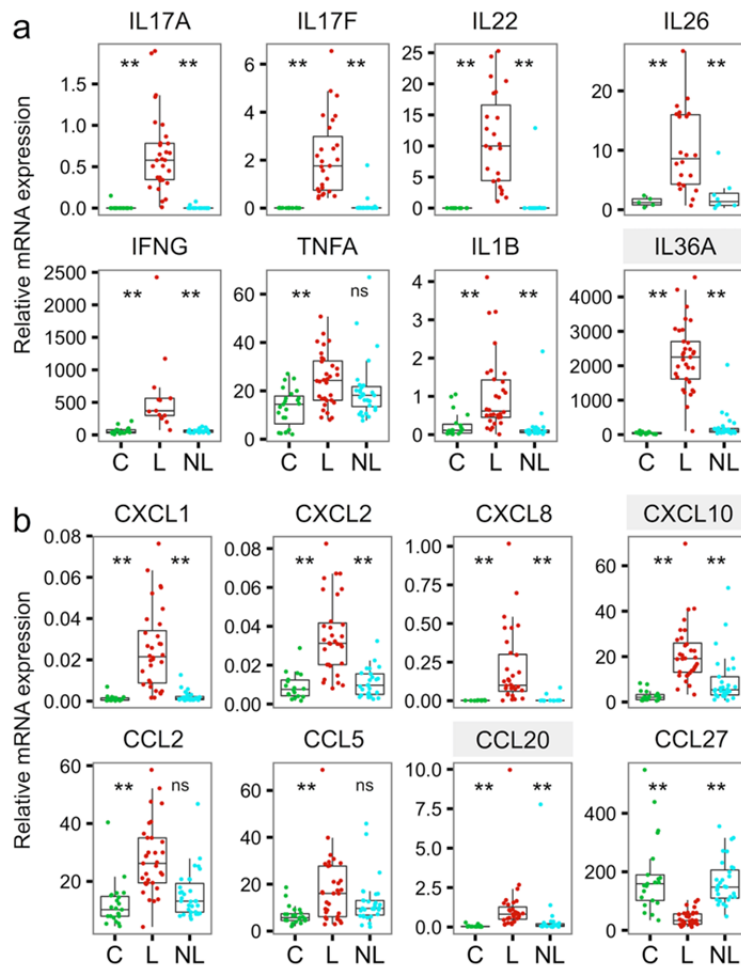 a
IL17A IL17F IL22 IL26
Relative mRNA expression
** ** ** ** ** ** ** **
1.5 6 25
20
20
1.0 4 15
10
0.5 2 10
5
0.0 0 0 0
IFNG TNFA IL1B IL36A
** ** ** ns ** ** ** **
2500 60 4 4000
2000
1500 40 3 3000
2 2000
1000
20
500 1 1000
0 0 0 0
C L NL C L NL C L NL C L NL
b
CXCL1 CXCL2 CXCL8 CXCL10
Relative mRNA expression
** ** ** ** ** ** ** **
0.08 0.08 1.00
60
0.06 0.06 0.75
40
0.04 0.04 0.50
0.02 0.02 0.25 20
0.00 0.00 0.00 0
CCL2 CCL5 CCL20 CCL27
** ns ** ns ** ** ** **
60 10.0
60
7.5 400
40 40
5.0
200
20 20 2.5
0 0.0 0
C L NL C L NL C L NL C L NL